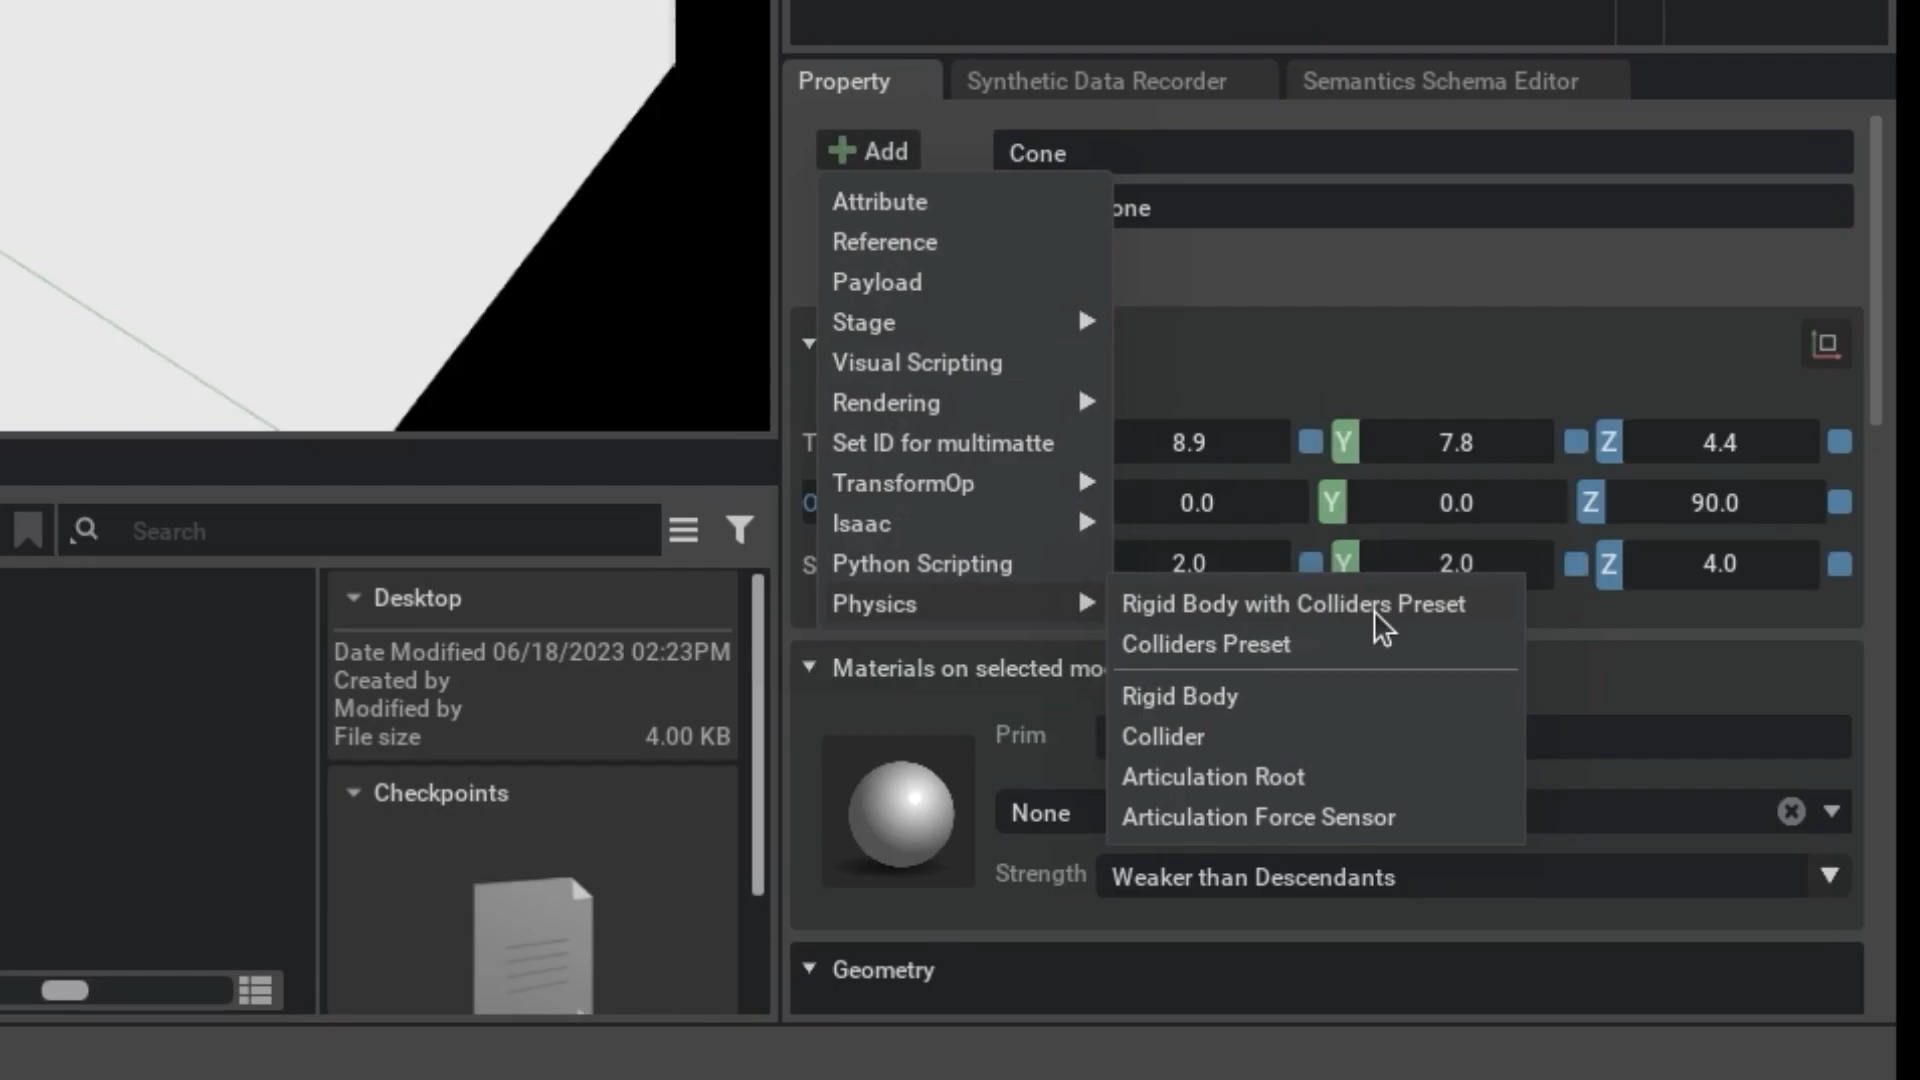 Property
Synthetic Data Recorder
Semantics Schema Editor
Add
Cone
one
Attribute
Reference
Payload
Stage
Visual Scripting
Rendering
Set ID for multimatte
TransformOp
Isaac
Python Scripting
Physics
T 8.9 Y 7.8 Z 4.4
O 0.0 Y 0.0 Z 90.0
S 2.0 Y 2.0 Z 4.0
Rigid Body with Colliders Preset
Colliders Preset
Rigid Body
Collider
Articulation Root
Articulation Force Sensor
Materials on selected mo
Prim
None
Strength Weaker than Descendants
Geometry
Search
Desktop
Date Modified 06/18/2023 02:23PM
Created by
Modified by
File size 4.00 KB
Checkpoints